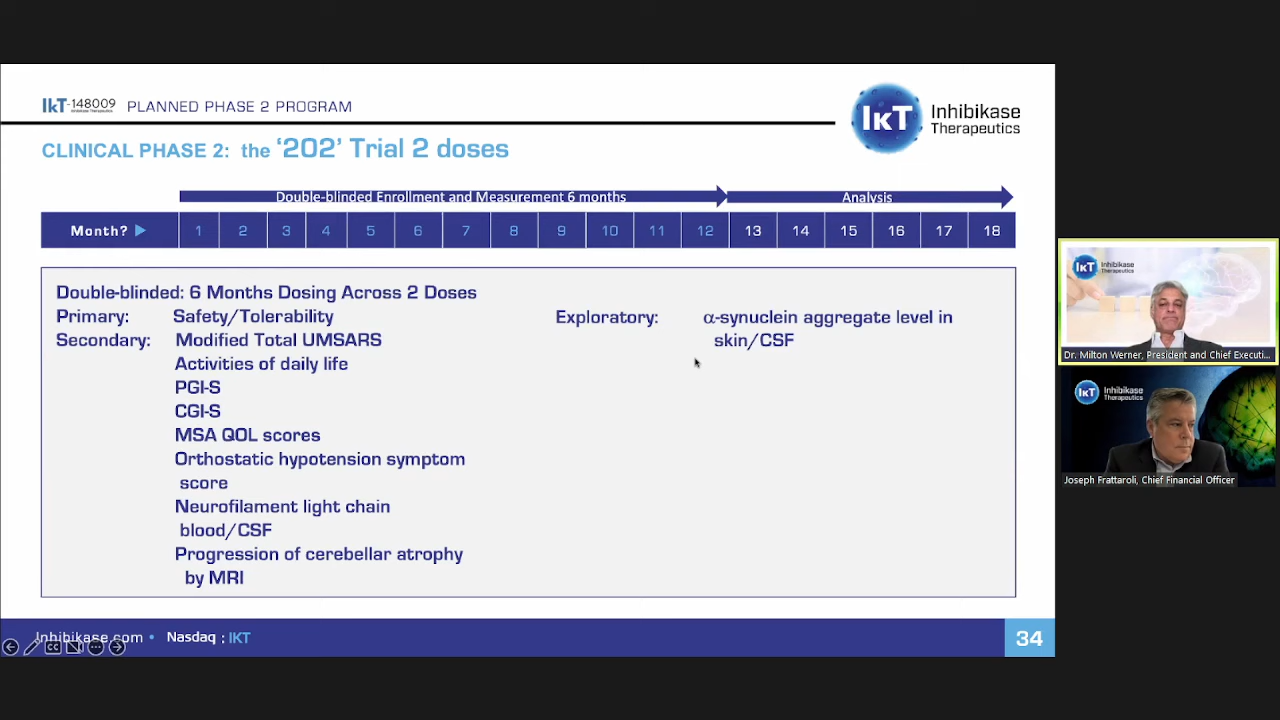 IkT-148009 PLANNED PHASE 2 PROGRAM
Inhibikase Therapeutics
IKT Inhibikase
Therapeutics
CLINICAL PHASE 2: the ‘202’ Trial 2 doses
Double-blinded Enrollment and Measurement 6 months
Analysis
Month? 1 2 3 4 5 6 7 8 9 10 11 12 13 14 15 16 17 18
Double-blinded: 6 Months Dosing Across 2 Doses
Primary: Safety/Tolerability
Secondary: Modified Total UMSARS
Activities of daily life
PGI-S
CGI-S
MSA QOL scores
Orthostatic hypotension symptom
score
Neurofilament light chain
blood/CSF
Progression of cerebellar atrophy
by MRI
Exploratory: α-synuclein aggregate level in
skin/CSF
Inhibikase.com • Nasdaq : IKT
CC
34
IKT Inhibikase
Therapeutics
Dr. Milton Werner, President and Chief Executi...
IKT Inhibikase
Therapeutics
Joseph Frattaroli, Chief Financial Officer